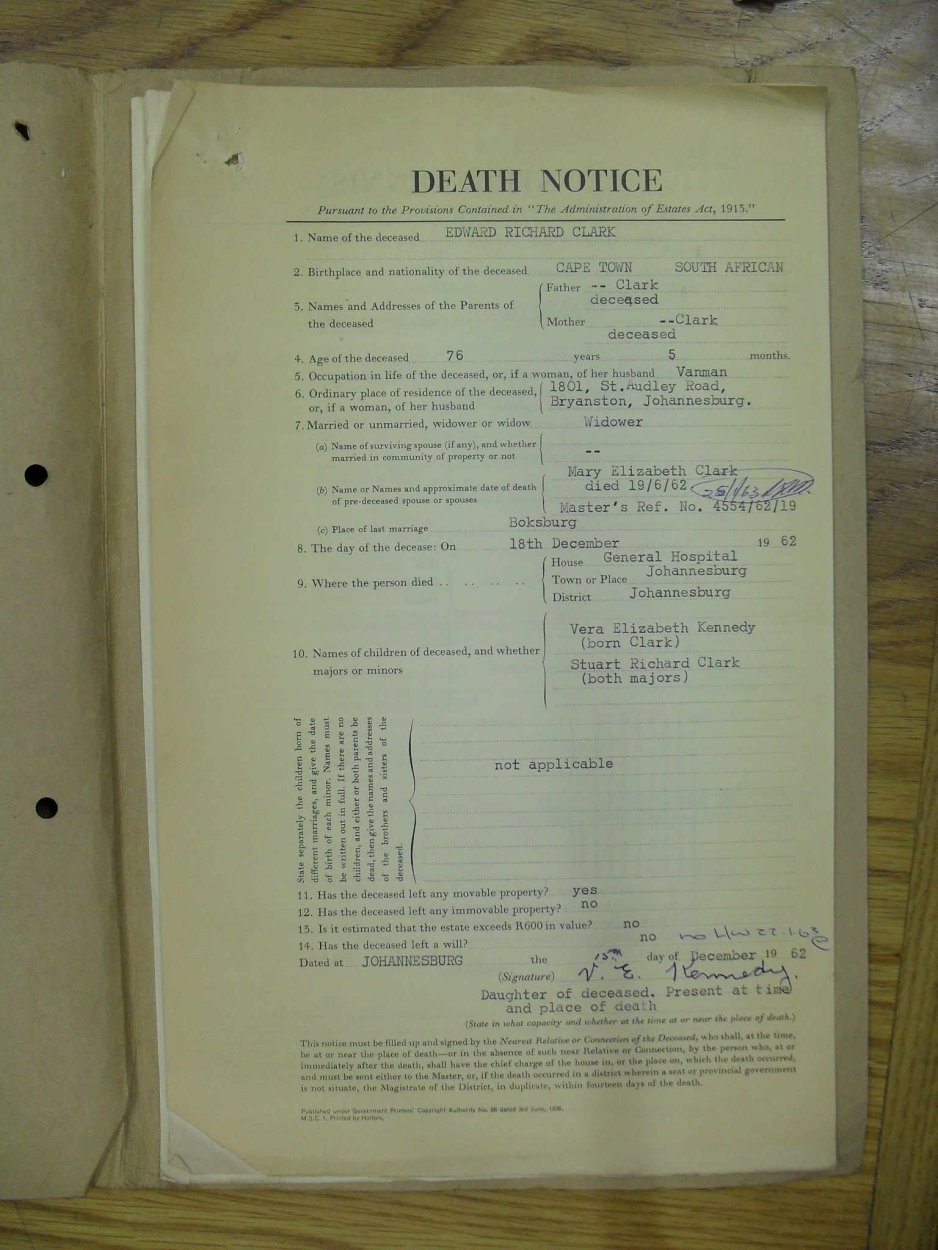 DEATH NOTICE
Pursuant to the Provisions Contained in "The Administration of Estates Act, 1913."
1. Name of the deceased EDWARD RICHARD CLARK
2. Birthplace and nationality of the deceased CAPE TOWN SOUTH AFRICAN
3. Names and Addresses of the Parents of the deceased
Father -- Clark
deceased
Mother --Clark
deceased
4. Age of the deceased 76 years 5 months.
5. Occupation in life of the deceased, or, if a woman, of her husband Vanman
6. Ordinary place of residence of the deceased, or, if a woman, of her husband
1801, St.Audley Road,
Bryanston, Johannesburg.
7. Married or unmarried, widower or widow Widower
(a) Name of surviving spouse (if any), and whether married in community of property or not --
(b) Name or Names and approximate date of death of pre-deceased spouse or spouses
Mary Elizabeth Clark
died 19/6/62
Master's Ref. No. 4554/62/19
(c) Place of last marriage Boksburg
8. The day of the decease: On 18th December 19 62
9. Where the person died .. .. .. ..
House General Hospital
Town or Place Johannesburg
District Johannesburg
10. Names of children of deceased, and whether majors or minors
Vera Elizabeth Kennedy
(born Clark)
Stuart Richard Clark
(both majors)
State separately the children born of
different marriages, and give the date
of birth of each minor. Names must
be written out in full. If there are no
children, and either or both parents be
dead, then give the names and addresses
of the brothers and sisters of the
deceased.
not applicable
11. Has the deceased left any movable property? yes
12. Has the deceased left any immovable property? no
13. Is it estimated that the estate exceeds R600 in value? no
14. Has the deceased left a will? no no
Dated at JOHANNESBURG the day of December 19 62
(Signature) V. E. Kennedy.
Daughter of deceased. Present at time
and place of death
(State in what capacity and whether at the time at or near the place of death.)
This notice must be filled up and signed by the Nearest Relative or Connection of the Deceased, who shall, at the time,
be at or near the place of death—or in the absence of such near Relative or Connection, by the person who, at or
immediately after the death, shall have the chief charge of the house in, or the place on, which the death occurred,
and must be sent either to the Master, or, if the death occurred in a district wherein a seat of provincial government
is not situate, the Magistrate of the District, in duplicate, within fourteen days of the death.
Published under Government Printers' Copyright Authority No. 88 dated 3rd June,
M.S.C. 1. Printed by Hortors,